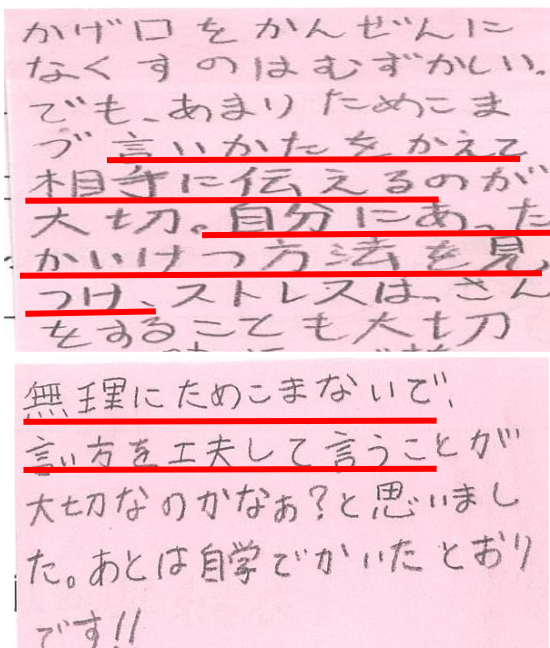 かげ口をかんぜんに
なくすのはむずかしい。
でも、あまりためこま
づ言いかたをかえて
相手に伝えるのが
大切。自分にあった
かいけつ方法を見
つけ、ストレスはっさん
をすることも大切
無理にためこまないで、
言い方を工夫して言うことが
大切なのかなぁ?と思いまし
た。あとは自学でかいたとおり
です!!